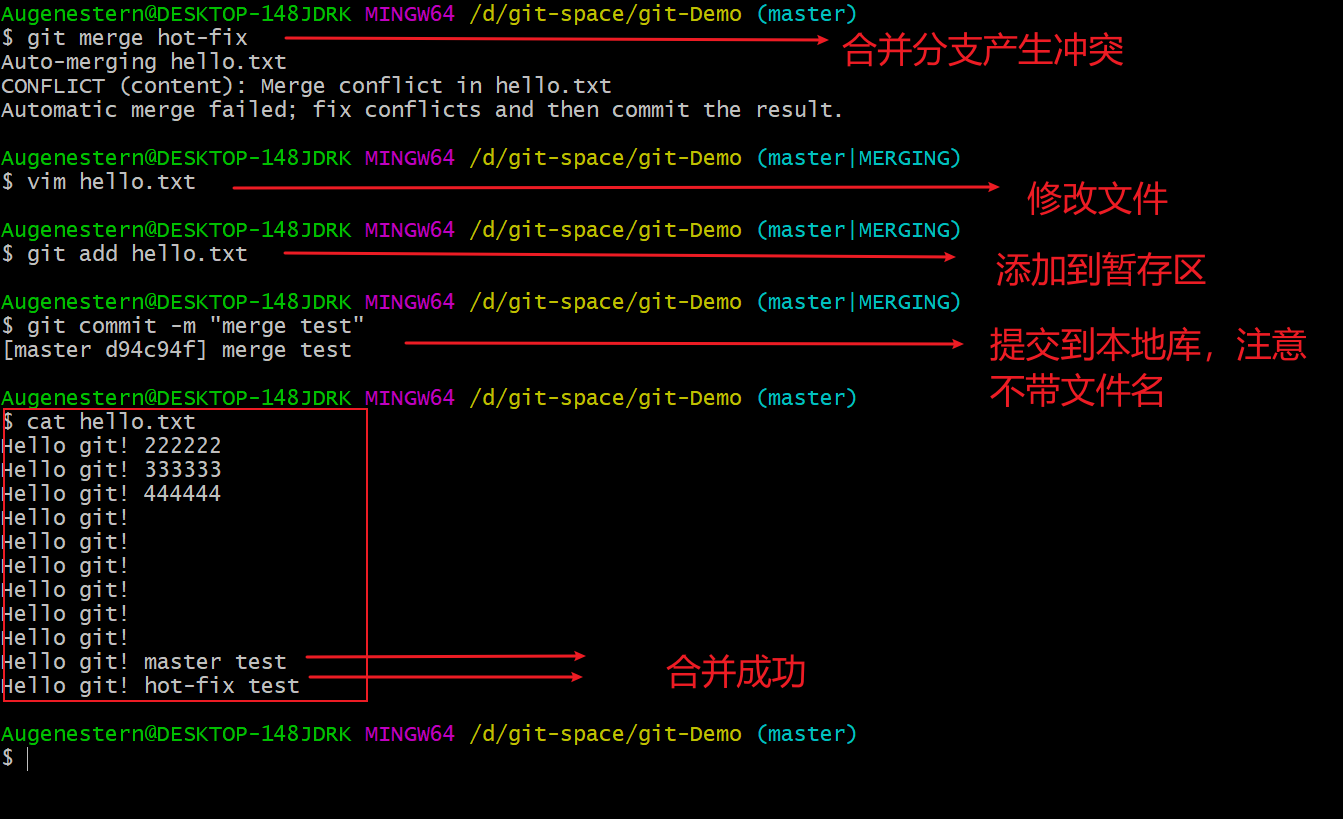 Augenestern@DESKTOP-148JDRK MINGW64 /d/git-space/git-Demo (master)
$ git merge hot-fix
合并分支产生冲突
Auto-merging hello.txt
CONFLICT (content): Merge conflict in hello.txt
Automatic merge failed; fix conflicts and then commit the result.
Augenestern@DESKTOP-148JDRK MINGW64 /d/git-space/git-Demo (master|MERGING)
$ vim hello.txt
修改文件
Augenestern@DESKTOP-148JDRK MINGW64 /d/git-space/git-Demo (master|MERGING)
$ git add hello.txt
添加到暂存区
Augenestern@DESKTOP-148JDRK MINGW64 /d/git-space/git-Demo (master|MERGING)
$ git commit -m "merge test"
[master d94c94f] merge test
提交到本地库，注意
不带文件名
Augenestern@DESKTOP-148JDRK MINGW64 /d/git-space/git-Demo (master)
$ cat hello.txt
Hello git! 222222
Hello git! 333333
Hello git! 444444
Hello git!
Hello git!
Hello git!
Hello git!
Hello git!
Hello git!
Hello git! master test
Hello git! hot-fix test
合并成功
Augenestern@DESKTOP-148JDRK MINGW64 /d/git-space/git-Demo (master)
$